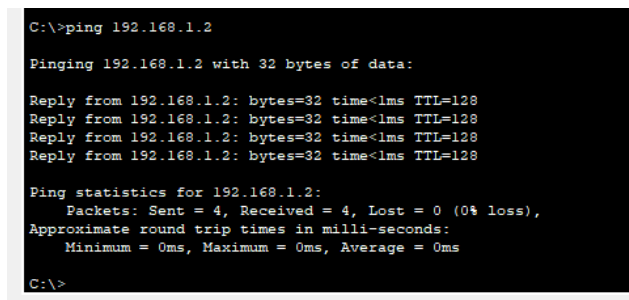 C:\>ping 192.168.1.2
Pinging 192.168.1.2 with 32 bytes of data:
Reply from 192.168.1.2: bytes=32 time<1ms TTL=128
Reply from 192.168.1.2: bytes=32 time<1ms TTL=128
Reply from 192.168.1.2: bytes=32 time<1ms TTL=128
Reply from 192.168.1.2: bytes=32 time<1ms TTL=128
Ping statistics for 192.168.1.2:
Packets: Sent = 4, Received = 4, Lost = 0 (0% loss),
Approximate round trip times in milli-seconds:
Minimum = 0ms, Maximum = 0ms, Average = 0ms
C:\>